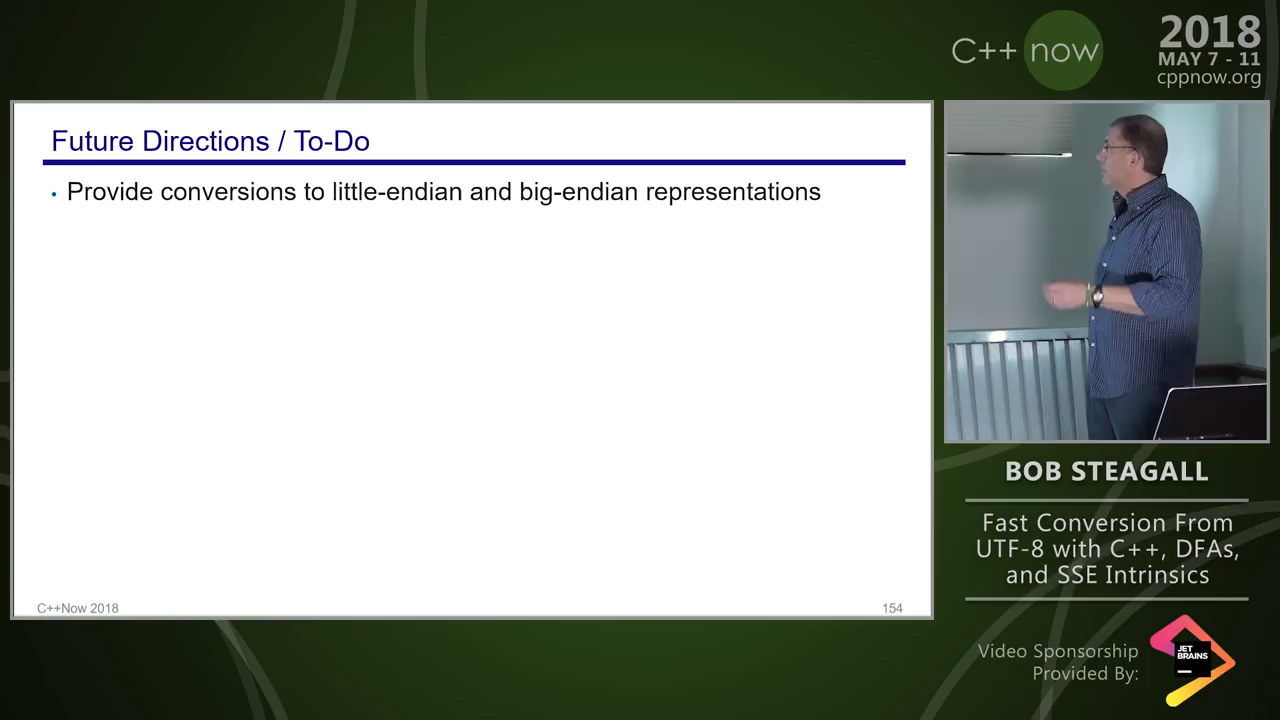 C++ now
2018
MAY 7 - 11
cppnow.org
Future Directions / To-Do
• Provide conversions to little-endian and big-endian representations
C++Now 2018
154
BOB STEAGALL
Fast Conversion From
UTF-8 with C++, DFAs,
and SSE Intrinsics
Video Sponsorship
Provided By:
JET
BRAINS